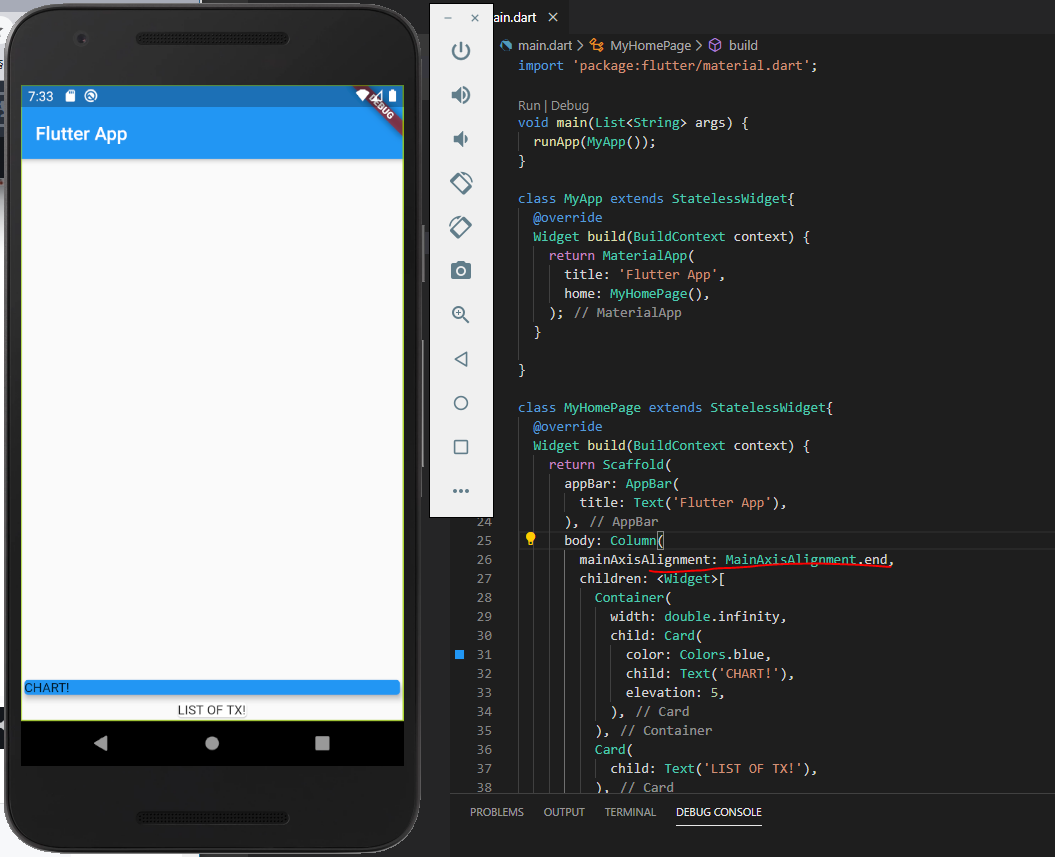 7:33
DEBUG
Flutter App
CHART!
LIST OF TX!
ain.dart
main.dart MyHomePage build
import 'package:flutter/material.dart';
Run | Debug
void main(List<String> args) {
runApp(MyApp());
}
class MyApp extends StatelessWidget{
@override
Widget build(BuildContext context) {
return MaterialApp(
title: 'Flutter App',
home: MyHomePage(),
); // MaterialApp
}
}
class MyHomePage extends StatelessWidget{
@override
Widget build(BuildContext context) {
return Scaffold(
appBar: AppBar(
title: Text('Flutter App'),
24 ), // AppBar
25 body: Column(
26 mainAxisAlignment: MainAxisAlignment.end,
27 children: <Widget>[
28 Container(
29 width: double.infinity,
30 child: Card(
31 color: Colors.blue,
32 child: Text('CHART!'),
33 elevation: 5,
34 ), // Card
35 ), // Container
36 Card(
37 child: Text('LIST OF TX!'),
38 ), // Card
PROBLEMS OUTPUT TERMINAL DEBUG CONSOLE